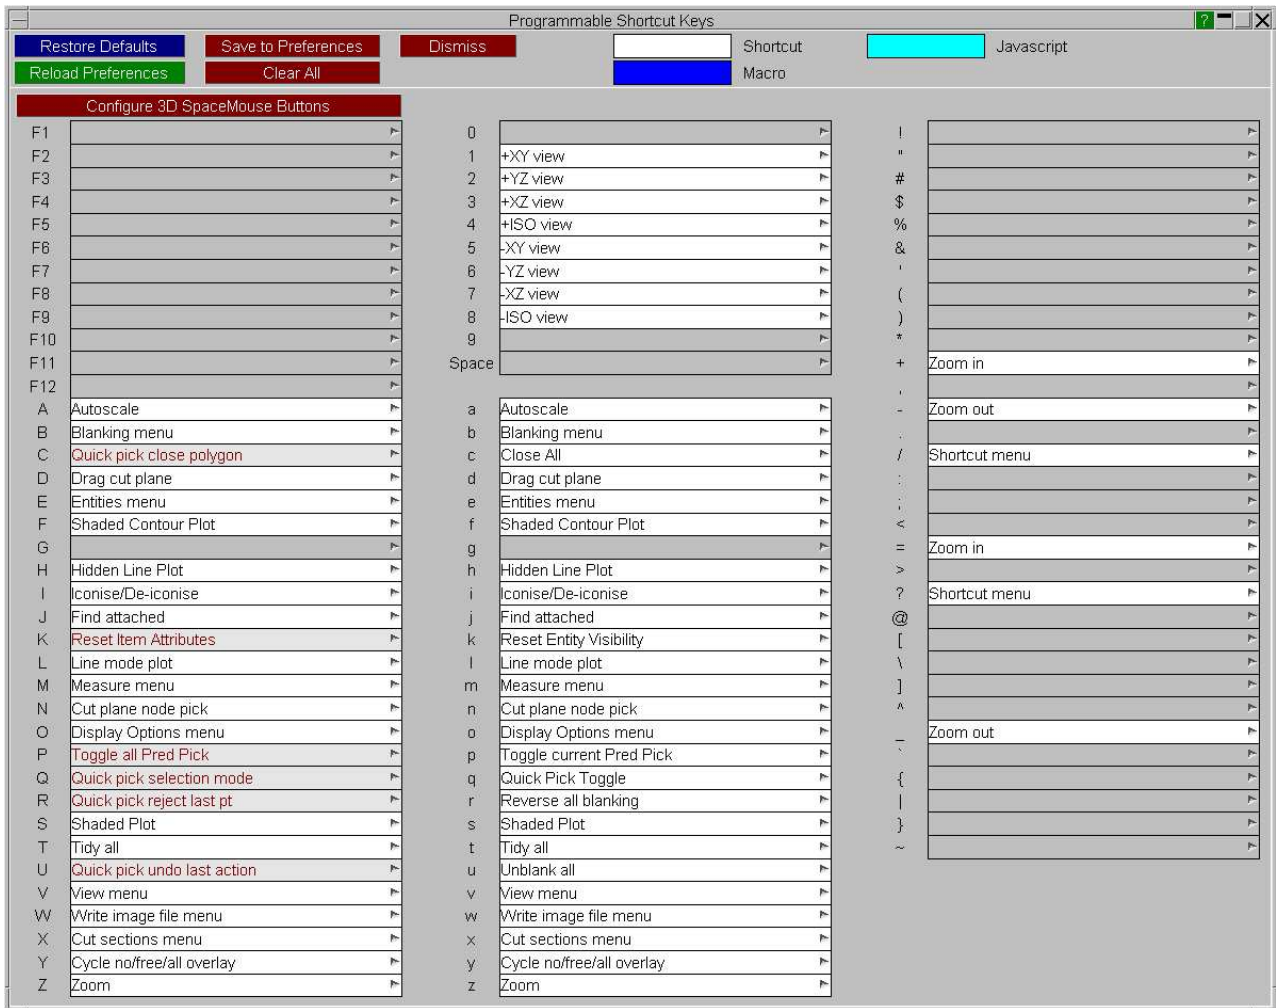 Programmable Shortcut Keys ?
Restore Defaults Save to Preferences Dismiss Shortcut Javascript
Reload Preferences Clear All Macro
Configure 3D SpaceMouse Buttons
F1 0 !
F2 1 +XY view "
F3 2 +YZ view #
F4 3 +XZ view $
F5 4 +ISO view %
F6 5 -XY view &
F7 6 -YZ view '
F8 7 -XZ view (
F9 8 -ISO view )
F10 9 *
F11 Space + Zoom in
F12 ,
A Autoscale a Autoscale - Zoom out
B Blanking menu b Blanking menu .
C Quick pick close polygon c Close All / Shortcut menu
D Drag cut plane d Drag cut plane :
E Entities menu e Entities menu ;
F Shaded Contour Plot f Shaded Contour Plot <
G g = Zoom in
H Hidden Line Plot h Hidden Line Plot >
I Iconise/De-iconise i Iconise/De-iconise ? Shortcut menu
J Find attached j Find attached @
K Reset Item Attributes k Reset Entity Visibility [
L Line mode plot l Line mode plot \
M Measure menu m Measure menu ]
N Cut plane node pick n Cut plane node pick ^
O Display Options menu o Display Options menu _ Zoom out
P Toggle all Pred Pick p Toggle current Pred Pick `
Q Quick pick selection mode q Quick Pick Toggle {
R Quick pick reject last pt r Reverse all blanking |
S Shaded Plot s Shaded Plot }
T Tidy all t Tidy all ~
U Quick pick undo last action u Unblank all
V View menu v View menu
W Write image file menu w Write image file menu
X Cut sections menu x Cut sections menu
Y Cycle no/free/all overlay y Cycle no/free/all overlay
Z Zoom z Zoom